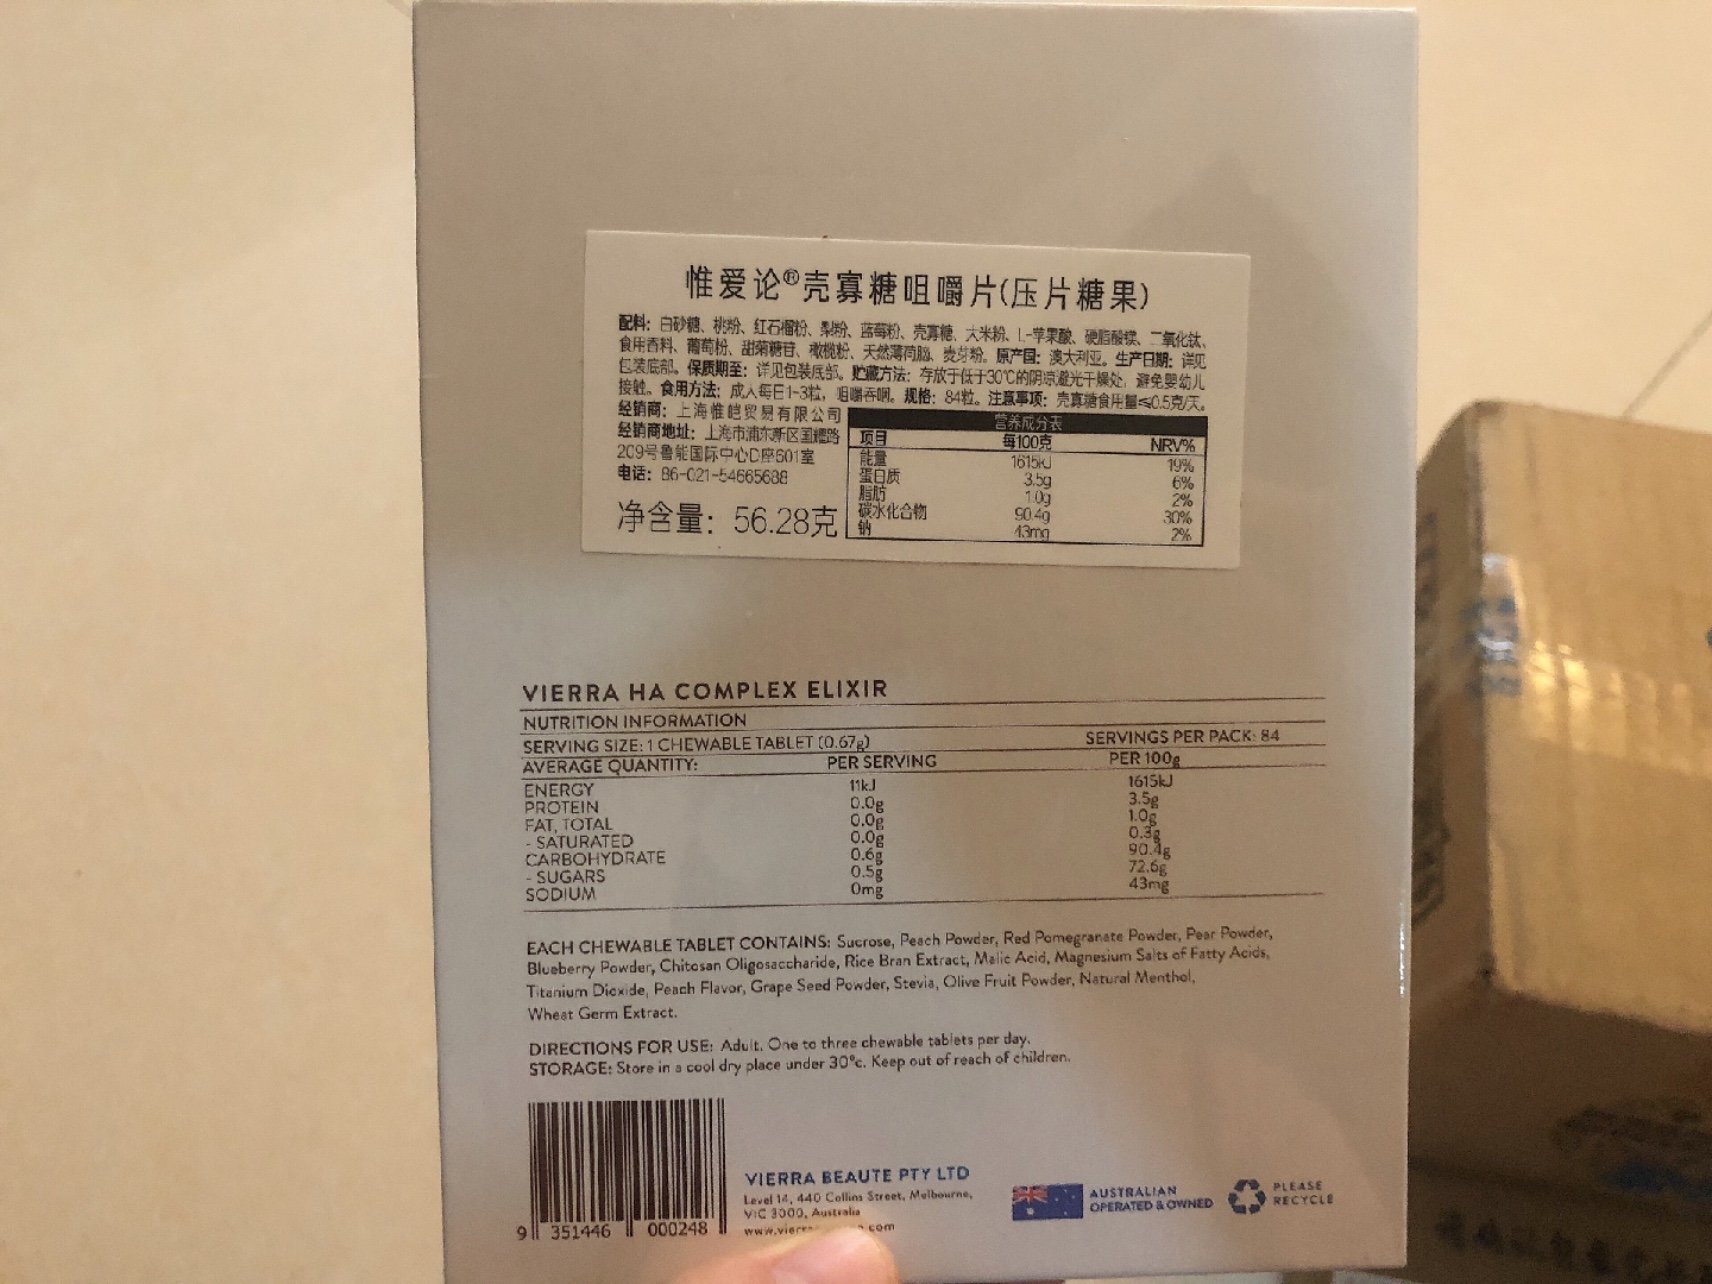 惟爱论®壳寡糖咀嚼片(压片糖果)
配料：白砂糖、桃粉、红石榴粉、梨粉、蓝莓粉、壳寡糖、大米粉、L-苹果酸、硬脂酸镁、二氧化钛、
食用香料、葡萄粉、甜菊糖苷、橄榄粉、天然薄荷脑、麦芽粉。原产国：澳大利亚。生产日期：详见
包装底部。保质期至：详见包装底部。贮藏方法：存放于低于30℃的阴凉避光干燥处，避免婴幼儿
接触。食用方法：成人每日1-3粒，咀嚼吞咽。规格：84粒。注意事项：壳寡糖食用量≤0.5克/天。
经销商：上海惟皑贸易有限公司
经销商地址：上海市浦东新区国耀路
209号鲁能国际中心D座601室
电话：86-021-54665688
净含量：56.28克
营养成分表
项目 每100克 NRV%
能量 1615kJ 19%
蛋白质 3.5g 6%
脂肪 1.0g 2%
碳水化合物 90.4g 30%
钠 43mg 2%
VIERRA HA COMPLEX ELIXIR
NUTRITION INFORMATION
SERVING SIZE: 1 CHEWABLE TABLET (0.67g) SERVINGS PER PACK: 84
AVERAGE QUANTITY: PER SERVING PER 100g
ENERGY 11kJ 1615kJ
PROTEIN 0.0g 3.5g
FAT, TOTAL 0.0g 1.0g
- SATURATED 0.0g 0.3g
CARBOHYDRATE 0.6g 90.4g
- SUGARS 0.5g 72.6g
SODIUM 0mg 43mg
EACH CHEWABLE TABLET CONTAINS: Sucrose, Peach Powder, Red Pomegranate Powder, Pear Powder,
Blueberry Powder, Chitosan Oligosaccharide, Rice Bran Extract, Malic Acid, Magnesium Salts of Fatty Acids,
Titanium Dioxide, Peach Flavor, Grape Seed Powder, Stevia, Olive Fruit Powder, Natural Menthol,
Wheat Germ Extract.
DIRECTIONS FOR USE: Adult. One to three chewable tablets per day.
STORAGE: Store in a cool dry place under 30°c. Keep out of reach of children.
9 351446 000248
VIERRA BEAUTE PTY LTD
Level 14, 440 Collins Street, Melbourne,
VIC 3000, Australia
AUSTRALIAN
OPERATED & OWNED
PLEASE
RECYCLE